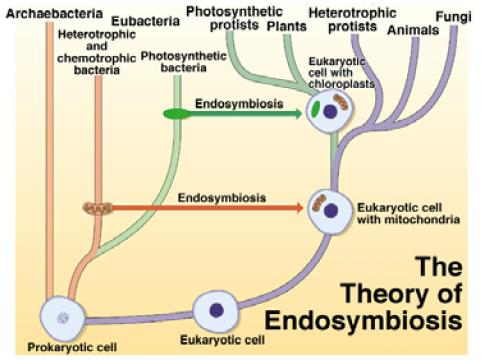 Archaebacteria
Eubacteria
Heterotrophic
and
chemotrophic
bacteria
Photosynthetic
bacteria
Photosynthetic
protists
Plants
Heterotrophic
protists
Animals
Fungi
Eukaryotic
cell with
chloroplasts
Endosymbiosis
Endosymbiosis
Eukaryotic cell
with mitochondria
The
Theory of
Endosymbiosis
Eukaryotic cell
Prokaryotic cell